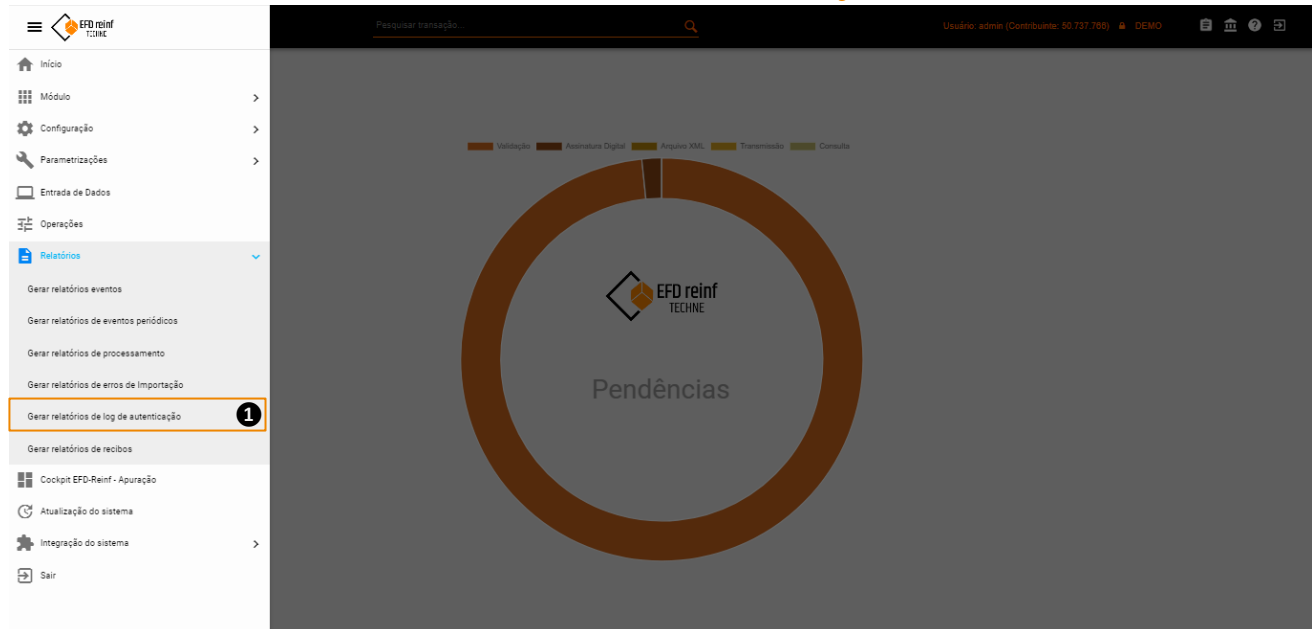 EFD reinf
TECHNE
Pesquisar transação...
Usuário: admin (Contribuinte: 50.737.766)
DEMO
Início
Módulo
Configuração
Parametrizações
Entrada de Dados
Operações
Relatórios
Gerar relatórios eventos
Gerar relatórios de eventos periódicos
Gerar relatórios de processamento
Gerar relatórios de erros de Importação
Gerar relatórios de log de autenticação
1
Gerar relatórios de recibos
Cockpit EFD-Reinf - Apuração
Atualização do sistema
Integração do sistema
Sair
Validação Assinatura Digital Arquivo XML Transmissão Consulta
EFD reinf
TECHNE
Pendências